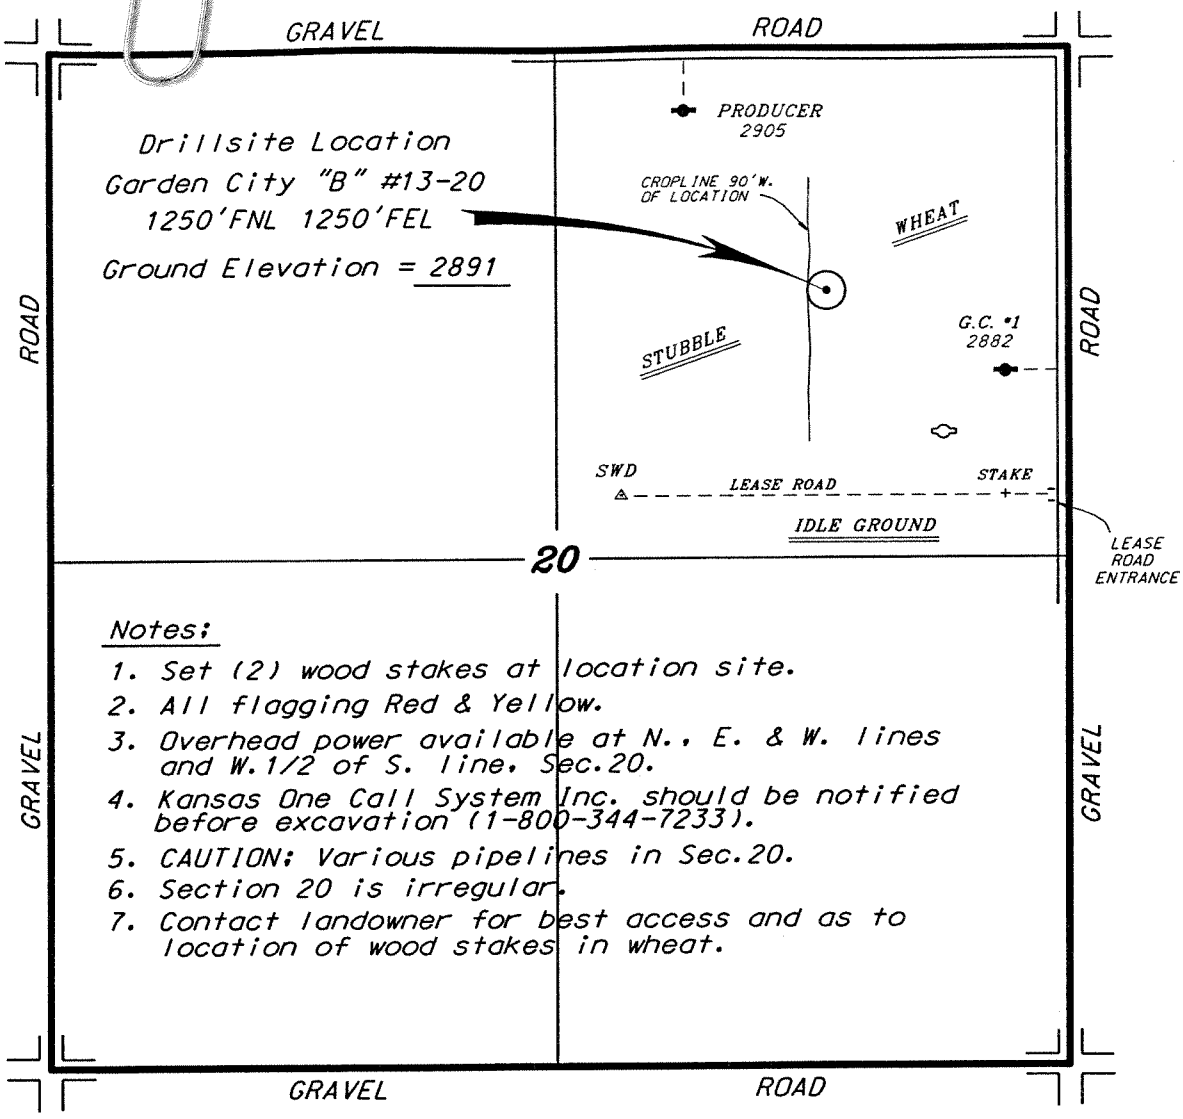 GRAVEL ROAD
Drillsite Location
Garden City "B" #13-20
1250'FNL 1250'FEL
Ground Elevation = 2891
PRODUCER
2905
CROPLINE 90'W.
OF LOCATION
WHEAT
STUBBLE
G.C. #1
2882
SWD
LEASE ROAD
STAKE
IDLE GROUND
LEASE
ROAD
ENTRANCE
20
ROAD
GRAVEL
ROAD
GRAVEL
Notes:
1. Set (2) wood stakes at location site.
2. All flagging Red & Yellow.
3. Overhead power available at N., E. & W. lines
and W.1/2 of S. line, Sec.20.
4. Kansas One Call System Inc. should be notified
before excavation (1-800-344-7233).
5. CAUTION: Various pipelines in Sec.20.
6. Section 20 is irregular.
7. Contact landowner for best access and as to
location of wood stakes in wheat.
GRAVEL ROAD